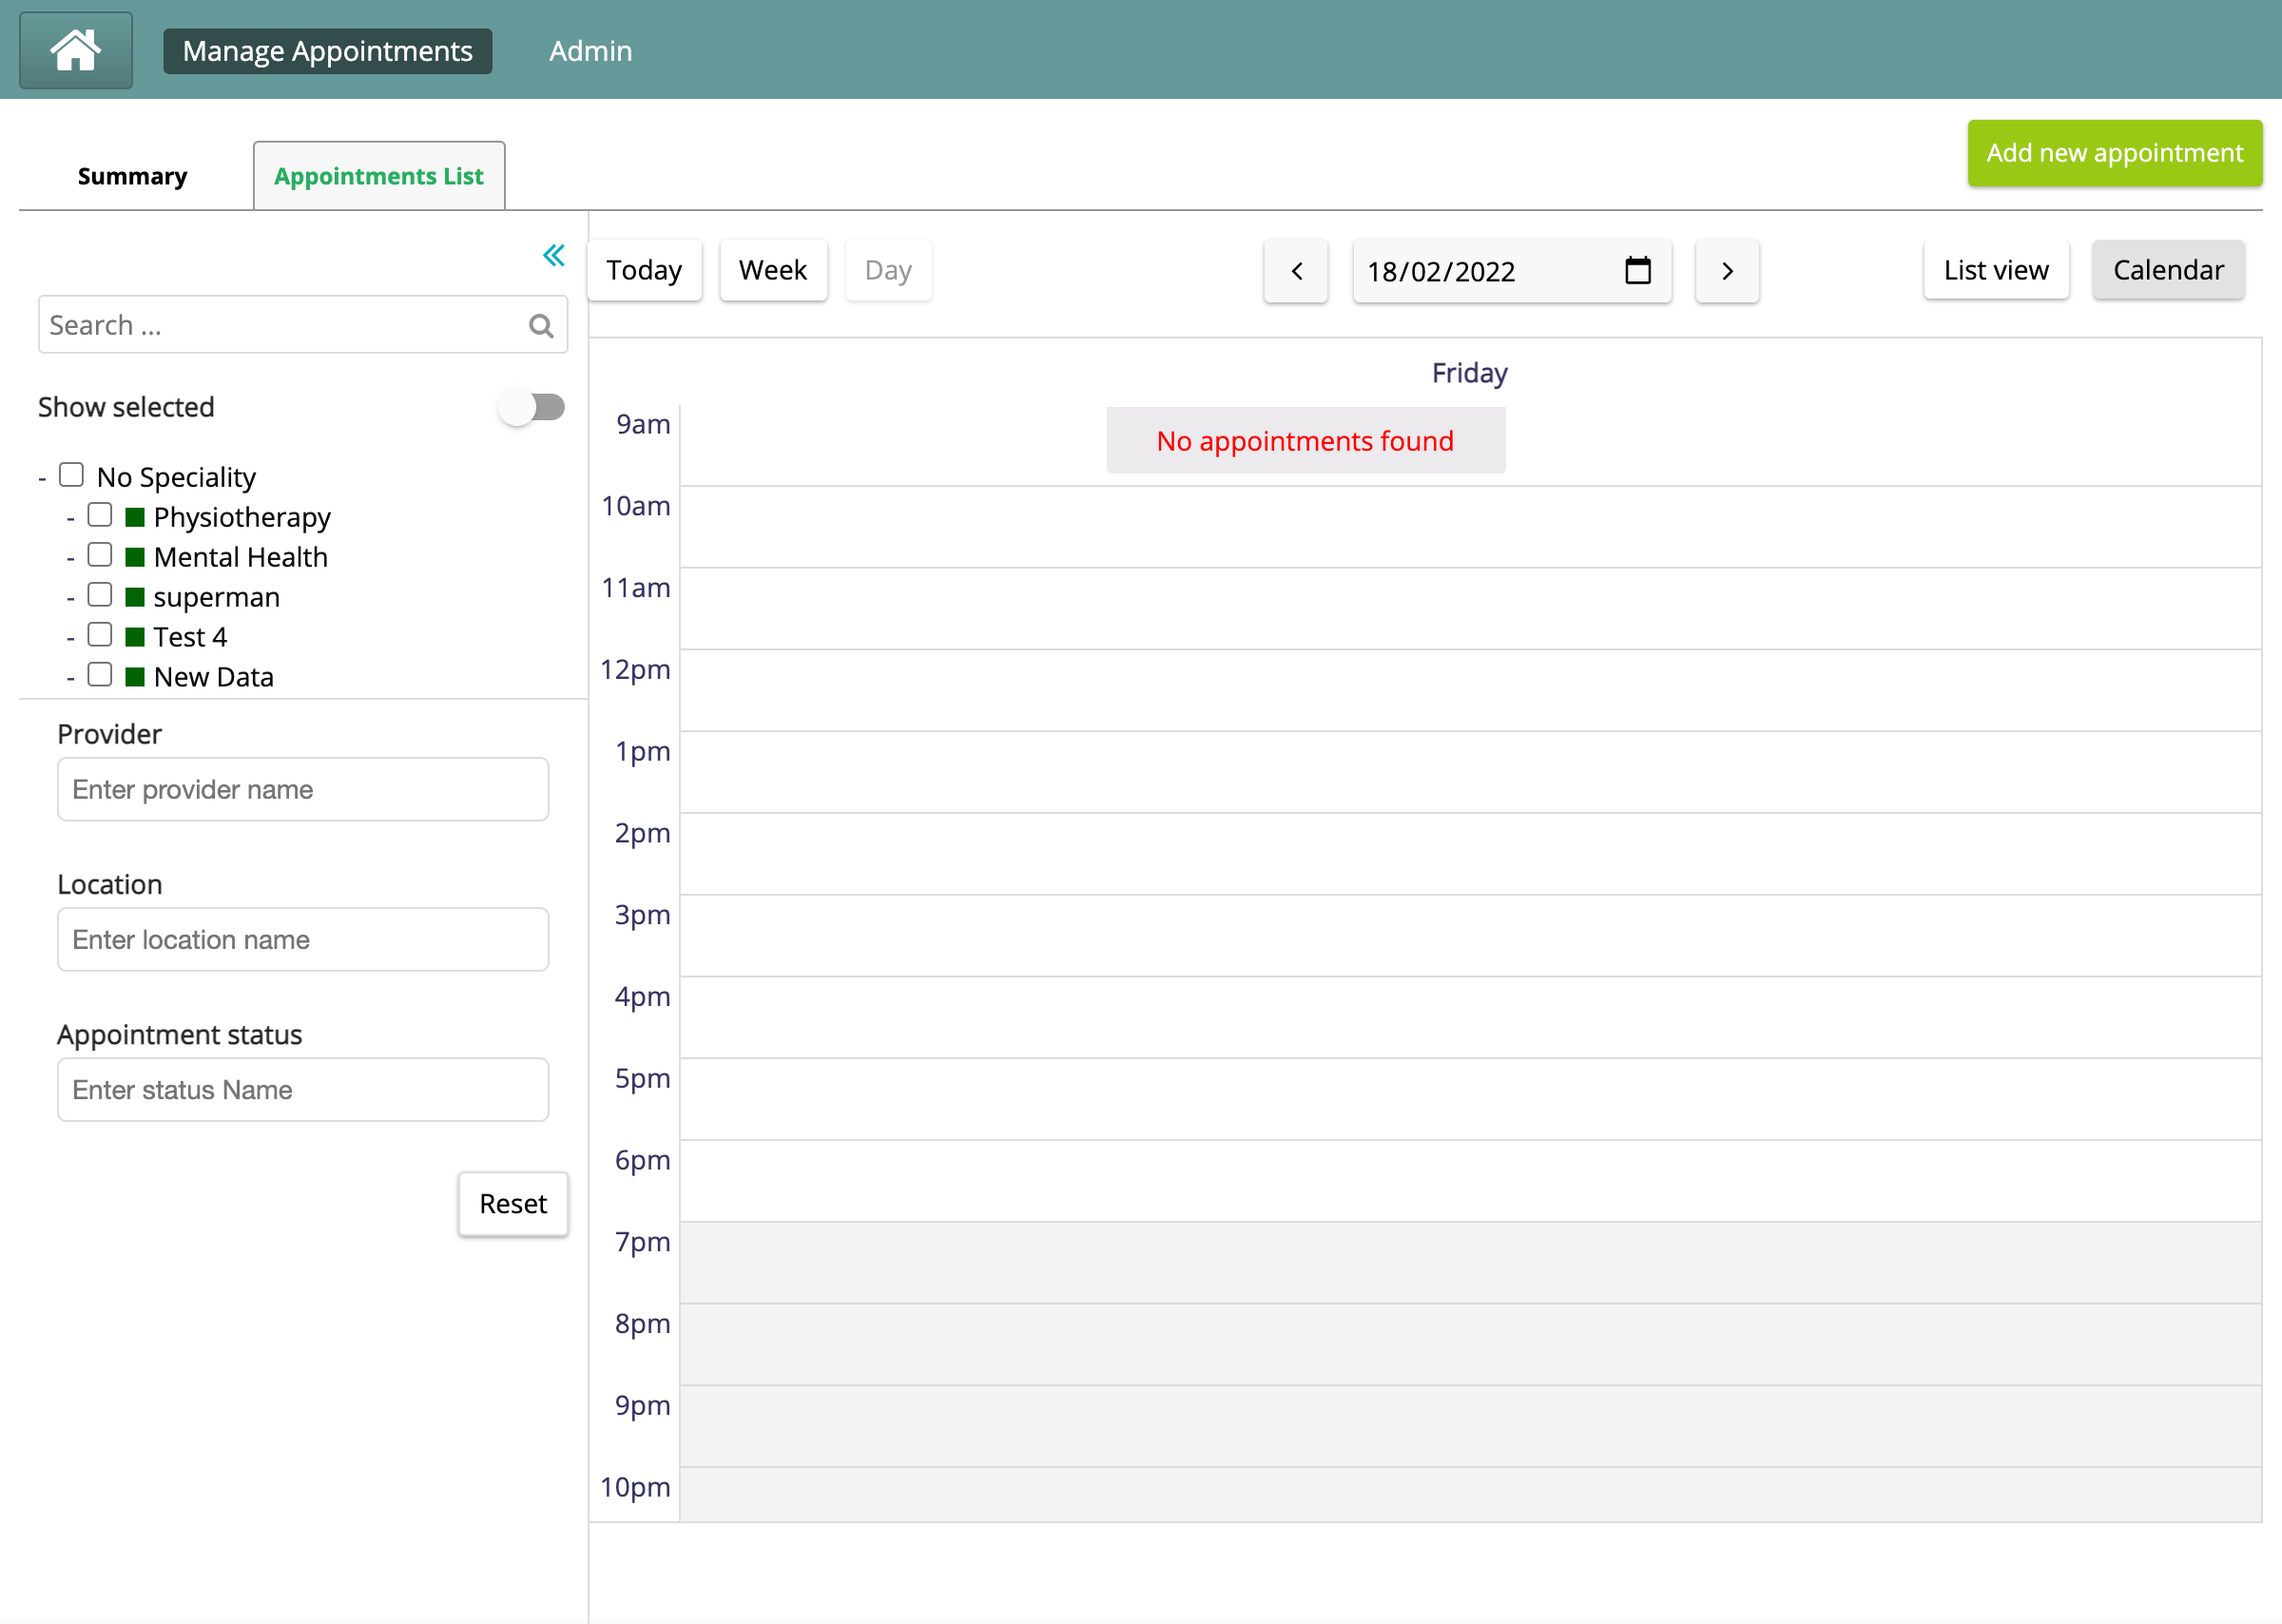 Manage Appointments
Admin
Summary
Appointments List
Add new appointment
Today
Week
Day
18/02/2022
List view
Calendar
Search ...
Show selected
- No Speciality
- Physiotherapy
- Mental Health
- superman
- Test 4
- New Data
Provider
Enter provider name
Location
Enter location name
Appointment status
Enter status Name
Reset
Friday
9am
No appointments found
10am
11am
12pm
1pm
2pm
3pm
4pm
5pm
6pm
7pm
8pm
9pm
10pm